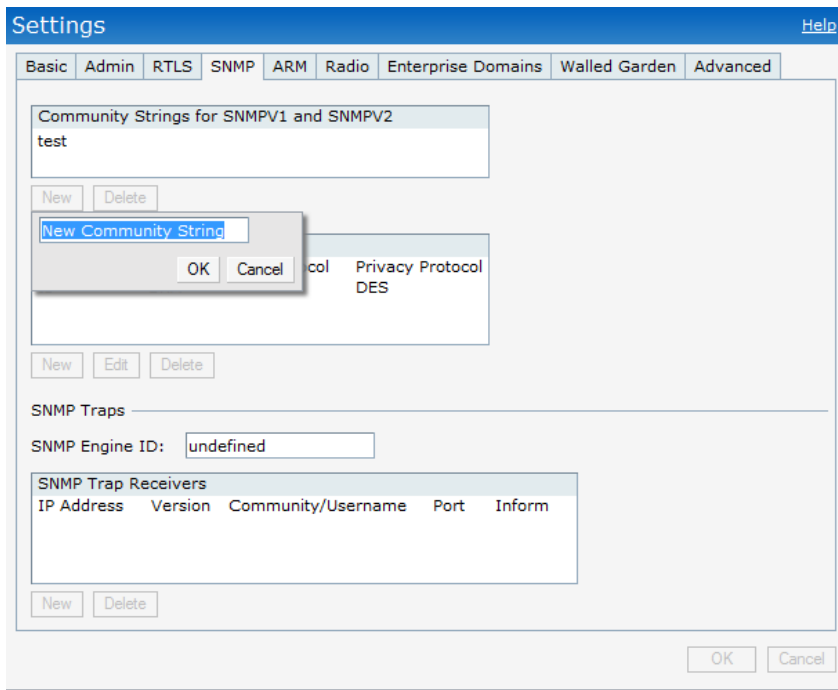 Settings Help
Basic Admin RTLS SNMP ARM Radio Enterprise Domains Walled Garden Advanced
Community Strings for SNMPV1 and SNMPV2
test
New Delete
New Community String
OK Cancel
Privacy Protocol
DES
New Edit Delete
SNMP Traps
SNMP Engine ID: undefined
SNMP Trap Receivers
IP Address Version Community/Username Port Inform
New Delete
OK Cancel